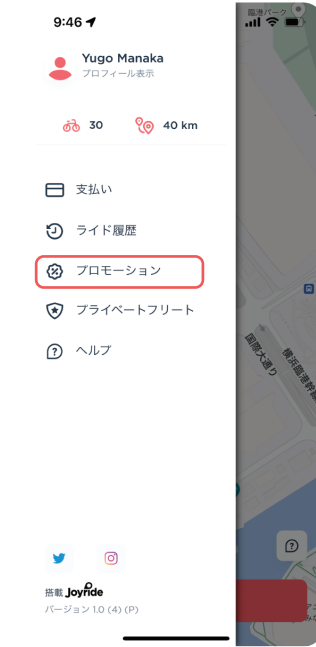 9:46
臨港パーク
Yugo Manaka
プロフィール表示
30
40 km
支払い
ライド履歴
プロモーション
プライベートフリート
ヘルプ
国際大通り
横浜臨港幹線
搭載 Joyride
バージョン 1.0 (4) (P)